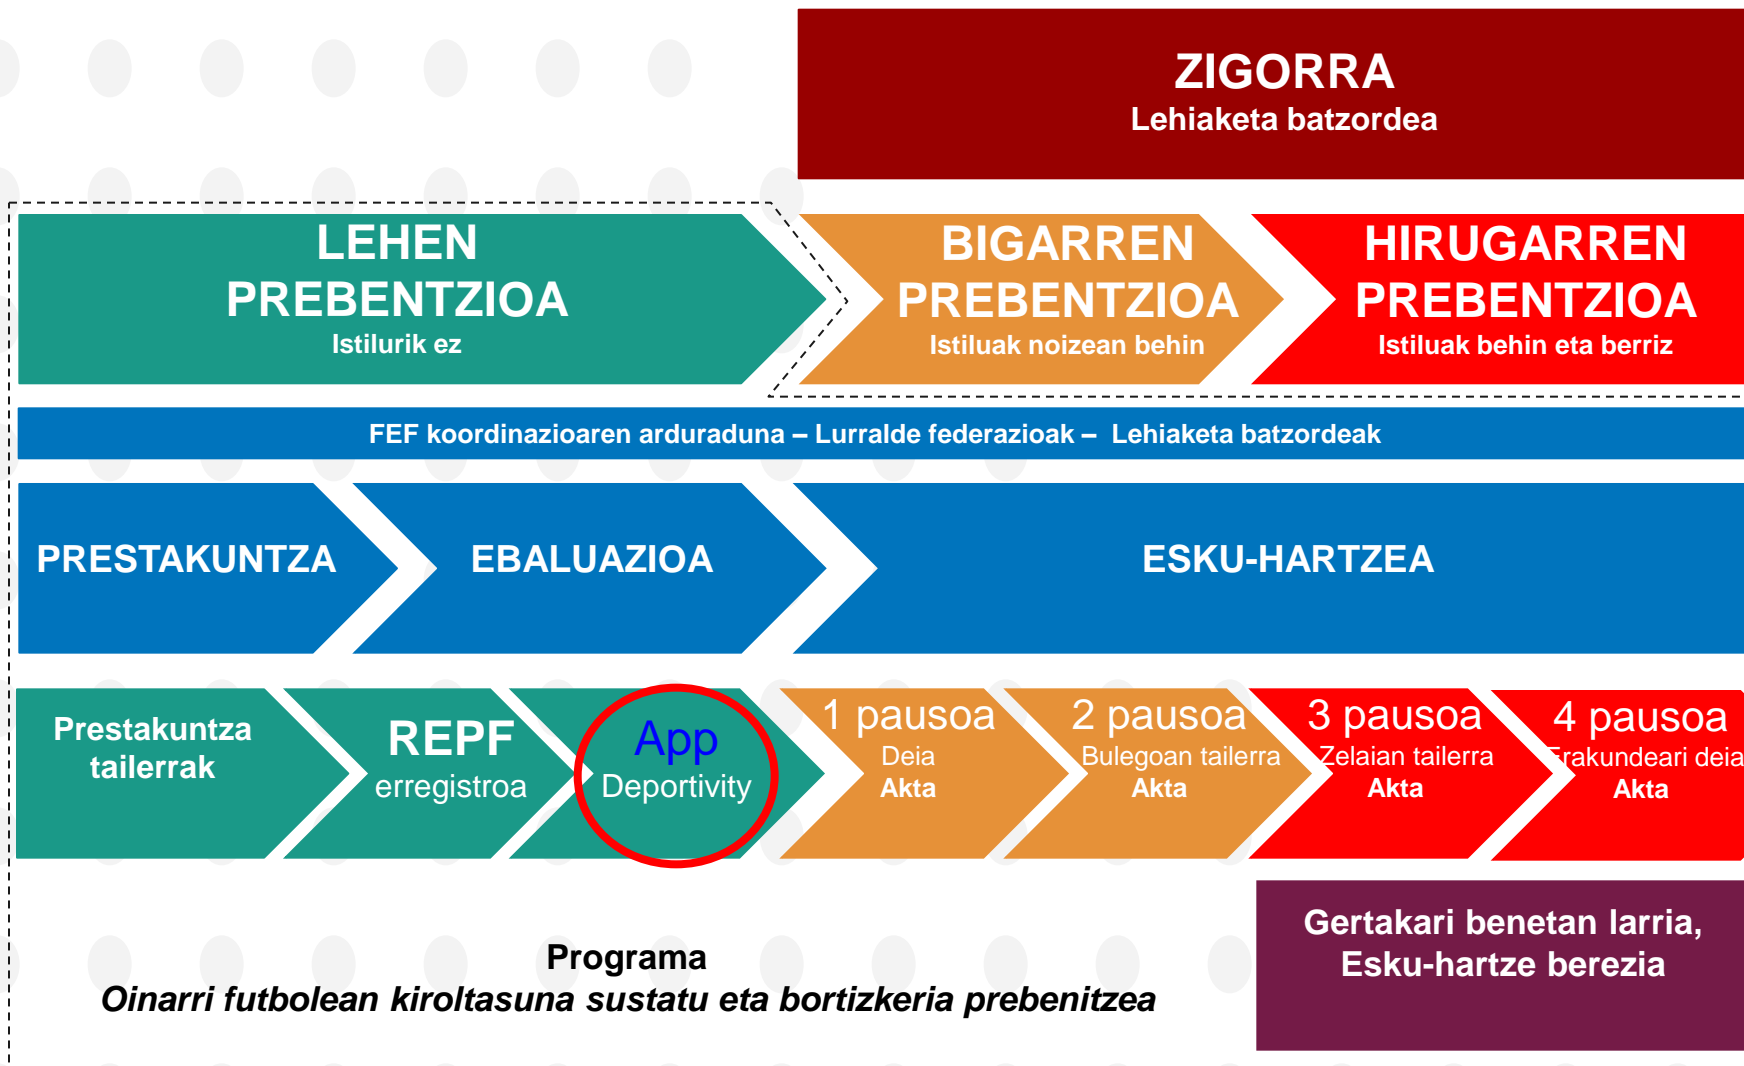 ZIGORRA
Lehiaketa batzordea
LEHEN
PREBENTZIOA
Istilurik ez
BIGARREN
PREBENTZIOA
Istiluak noizean behin
HIRUGARREN
PREBENTZIOA
Istiluak behin eta berriz
FEF koordinazioaren arduraduna – Lurralde federazioak – Lehiaketa batzordeak
PRESTAKUNTZA
EBALUAZIOA
ESKU-HARTZEA
Prestakuntza
tailerrak
REPF
erregistroa
App
Deportivity
1 pausoa
Deia
Akta
2 pausoa
Bulegoan tailerra
Akta
3 pausoa
Zelaian tailerra
Akta
4 pausoa
Erakundeari deia
Akta
Gertakari benetan larria,
Esku-hartze berezia
Programa
Oinarri futbolean kiroltasuna sustatu eta bortizkeria prebenitzea